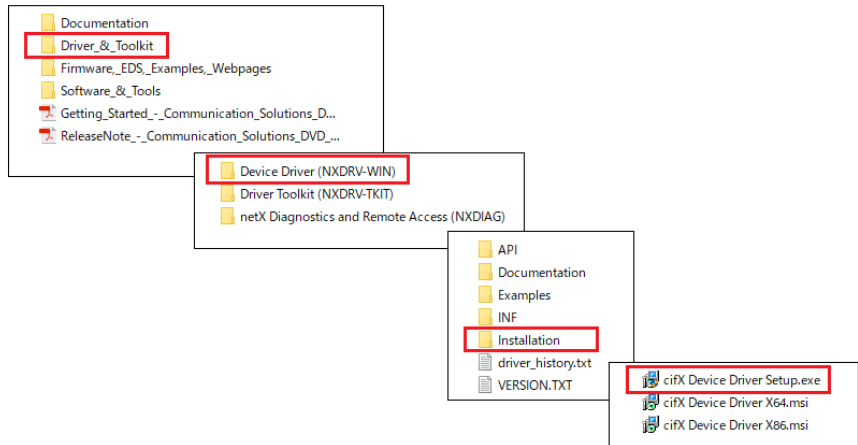 Documentation
Driver_&_Toolkit
Firmware,_EDS,_Examples,_Webpages
Software_&_Tools
Getting_Started_-_Communication_Solutions_D...
ReleaseNote_-_Communication_Solutions_DVD_...
Device Driver (NXDRV-WIN)
Driver Toolkit (NXDRV-TKIT)
netX Diagnostics and Remote Access (NXDIAG)
API
Documentation
Examples
INF
Installation
driver_history.txt
VERSION.TXT
cifX Device Driver Setup.exe
cifX Device Driver X64.msi
cifX Device Driver X86.msi